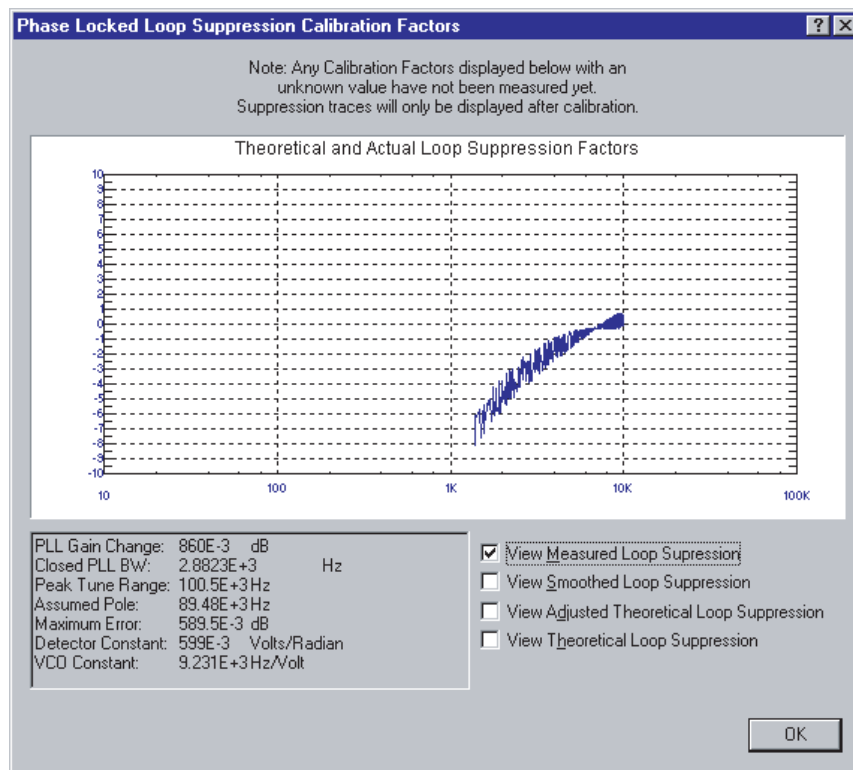 Phase Locked Loop Suppression Calibration Factors
Note: Any Calibration Factors displayed below with an
unknown value have not been measured yet.
Suppression traces will only be displayed after calibration.
Theoretical and Actual Loop Suppression Factors
10
9
8
7
6
5
4
3
2
1
0
-1
-2
-3
-4
-5
-6
-7
-8
-9
-10
10
100
1K
10K
100K
PLL Gain Change: 860E-3 dB
Closed PLL BW: 2.8823E+3 Hz
Peak Tune Range: 100.5E+3 Hz
Assumed Pole: 89.48E+3 Hz
Maximum Error: 589.5E-3 dB
Detector Constant: 599E-3 Volts/Radian
VCO Constant: 9.231E+3 Hz/Volt
View Measured Loop Supression
View Smoothed Loop Suppression
View Adjusted Theoretical Loop Suppression
View Theoretical Loop Suppression
OK